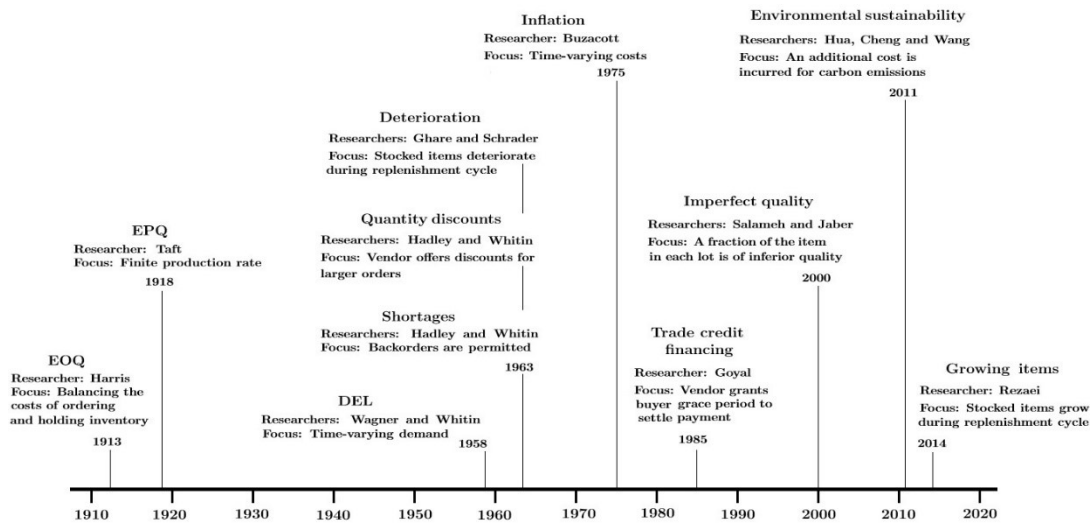 Inflation
Researcher: Buzacott
Focus: Time-varying costs
1975
Environmental sustainability
Researchers: Hua, Cheng and Wang
Focus: An additional cost is
incurred for carbon emissions
2011
Deterioration
Researchers: Ghare and Schrader
Focus: Stocked items deteriorate
during replenishment cycle
Quantity discounts
Researchers: Hadley and Whitin
Focus: Vendor offers discounts for
larger orders
Imperfect quality
Researchers: Salameh and Jaber
Focus: A fraction of the item
in each lot is of inferior quality
2000
EPQ
Researcher: Taft
Focus: Finite production rate
1918
Shortages
Researchers: Hadley and Whitin
Focus: Backorders are permitted
1963
Trade credit
financing
Researcher: Goyal
Focus: Vendor grants
buyer grace period to
settle payment
1985
EOQ
Researcher: Harris
Focus: Balancing the
costs of ordering
and holding inventory
1913
DEL
Researchers: Wagner and Whitin
Focus: Time-varying demand
1958
Growing items
Researcher: Rezaei
Focus: Stocked items grow
during replenishment cycle
2014
1910 1920 1930 1940 1950 1960 1970 1980 1990 2000 2010 2020